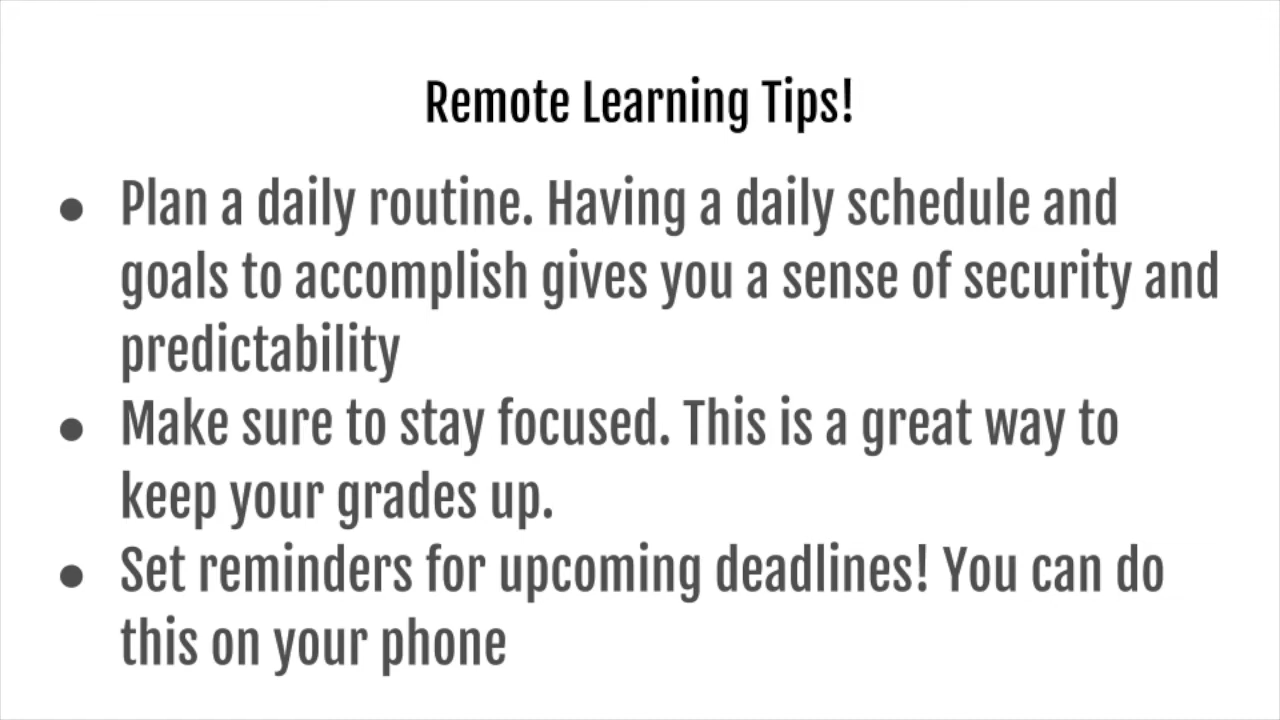 Remote Learning Tips!
● Plan a daily routine. Having a daily schedule and
goals to accomplish gives you a sense of security and
predictability
● Make sure to stay focused. This is a great way to
keep your grades up.
● Set reminders for upcoming deadlines! You can do
this on your phone